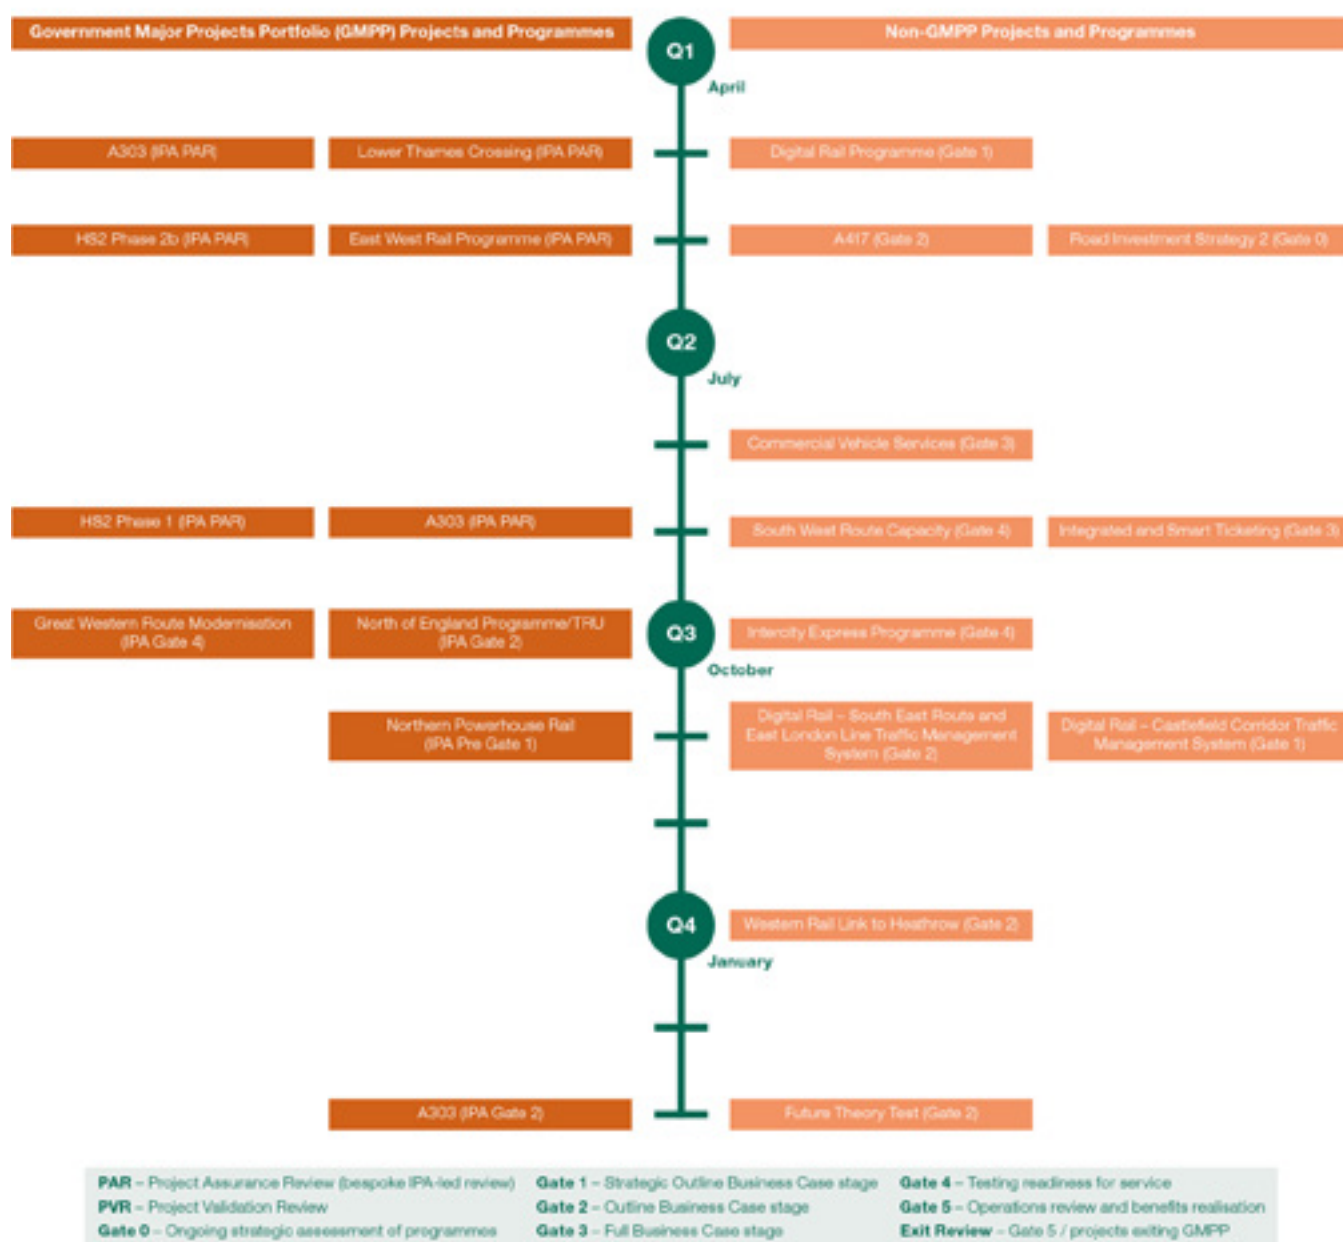 Government Major Projects Portfolio (GMPP) Projects and Programmes
Q1
Non-GMPP Projects and Programmes
April
A303 (IPA PAR)
Lower Thames Crossing (IPA PAR)
Digital Rail Programme (Gate 1)
HS2 Phase 2b (IPA PAR)
East West Rail Programme (IPA PAR)
A417 (Gate 2)
Road Investment Strategy 2 (Gate 0)
Q2
July
Commercial Vehicle Services (Gate 3)
HS2 Phase 1 (IPA PAR)
A303 (IPA PAR)
South West Route Capacity (Gate 4)
Integrated and Smart Ticketing (Gate 3)
Great Western Route Modernisation
(IPA Gate 4)
North of England Programme/TRU
(IPA Gate 2)
Q3
Intercity Express Programme (Gate 4)
October
Northern Powerhouse Rail
(IPA Pre Gate 1)
Digital Rail – South East Route and
East London Line Traffic Management
System (Gate 2)
Digital Rail – Castlefield Corridor Traffic
Management System (Gate 1)
Q4
Western Rail Link to Heathrow (Gate 2)
January
A303 (IPA Gate 2)
Future Theory Test (Gate 2)
PAR – Project Assurance Review (bespoke IPA-led review)
PVR – Project Validation Review
Gate 0 – Ongoing strategic assessment of programmes
Gate 1 – Strategic Outline Business Case stage
Gate 2 – Outline Business Case stage
Gate 3 – Full Business Case stage
Gate 4 – Testing readiness for service
Gate 5 – Operations review and benefits realisation
Exit Review – Gate 5 / projects exiting GMPP